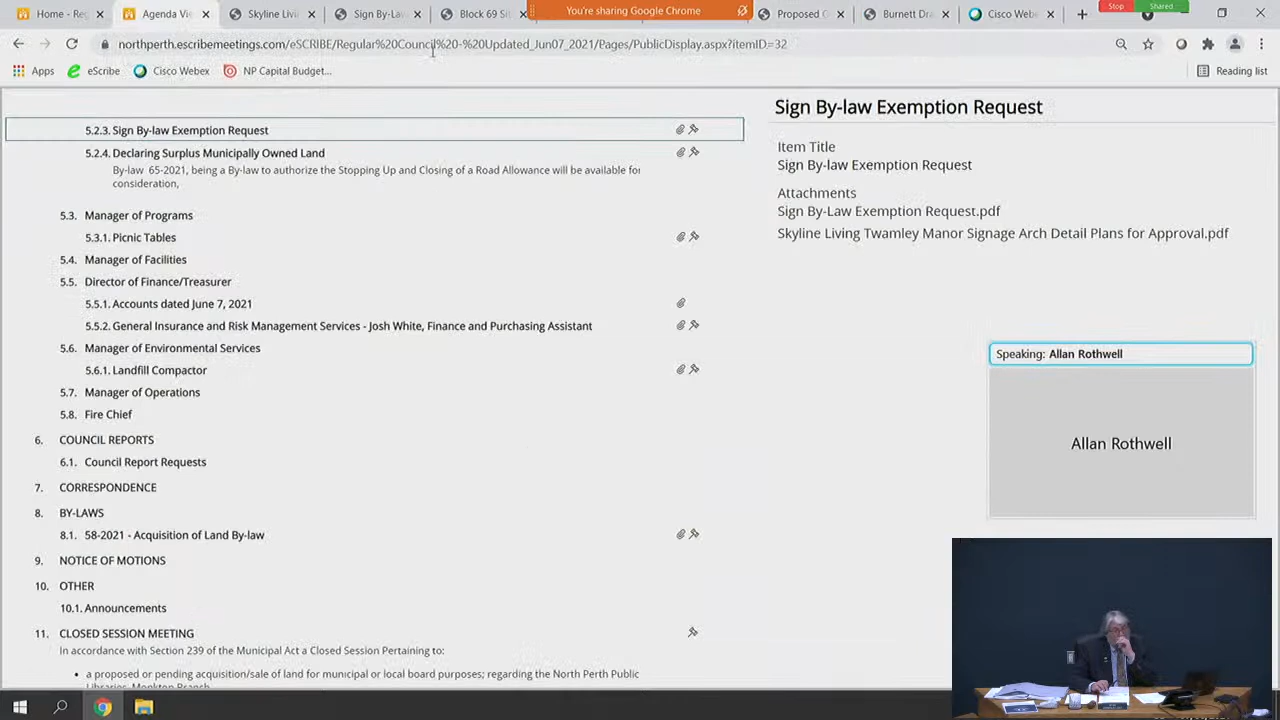 Home - Reg
Agenda Vie
Skyline Livi
Sign By-Law
Block 69 Sit
You're sharing Google Chrome
Proposed G
Burnett Dra
Cisco Webe
Stop
Shared
northperth.escribemeetings.com/eSCRIBE/Regular%20Council%20-%20Updated_Jun07_2021/Pages/PublicDisplay.aspx?itemID=32
Apps
eScribe
Cisco Webex
NP Capital Budget...
Reading list
5.2.3. Sign By-law Exemption Request
5.2.4. Declaring Surplus Municipally Owned Land
By-law 65-2021, being a By-law to authorize the Stopping Up and Closing of a Road Allowance will be available for
consideration,
5.3. Manager of Programs
5.3.1. Picnic Tables
5.4. Manager of Facilities
5.5. Director of Finance/Treasurer
5.5.1. Accounts dated June 7, 2021
5.5.2. General Insurance and Risk Management Services - Josh White, Finance and Purchasing Assistant
5.6. Manager of Environmental Services
5.6.1. Landfill Compactor
5.7. Manager of Operations
5.8. Fire Chief
6. COUNCIL REPORTS
6.1. Council Report Requests
7. CORRESPONDENCE
8. BY-LAWS
8.1. 58-2021 - Acquisition of Land By-law
9. NOTICE OF MOTIONS
10. OTHER
10.1. Announcements
11. CLOSED SESSION MEETING
In accordance with Section 239 of the Municipal Act a Closed Session Pertaining to:
• a proposed or pending acquisition/sale of land for municipal or local board purposes; regarding the North Perth Public
Libraries, Monkton Branch
Sign By-law Exemption Request
Item Title
Sign By-law Exemption Request
Attachments
Sign By-Law Exemption Request.pdf
Skyline Living Twamley Manor Signage Arch Detail Plans for Approval.pdf
Speaking: Allan Rothwell
Allan Rothwell